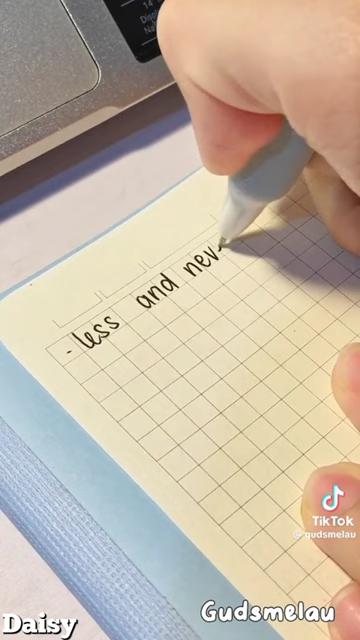 - less and nev
TikTok
@gudsmelau
Gudsmelau
Daisy